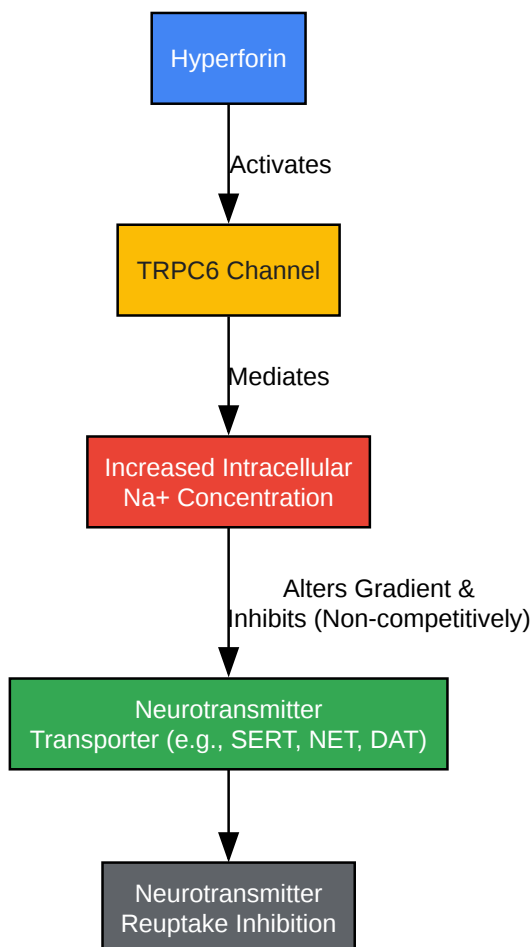 Hyperforin
Activates
TRPC6 Channel
Mediates
Increased Intracellular
Na+ Concentration
Alters Gradient &
Inhibits (Non-competitively)
Neurotransmitter
Transporter (e.g., SERT, NET, DAT)
Neurotransmitter
Reuptake Inhibition